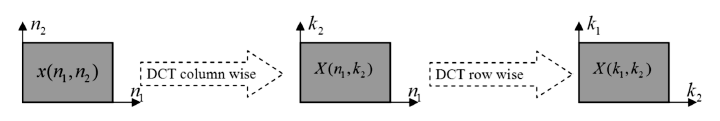 n₂ k₂ k₁
x(n₁,n₂) DCT column wise X(n₁,k₂) DCT row wise X(k₁,k₂)
n₁ n₁ k₂